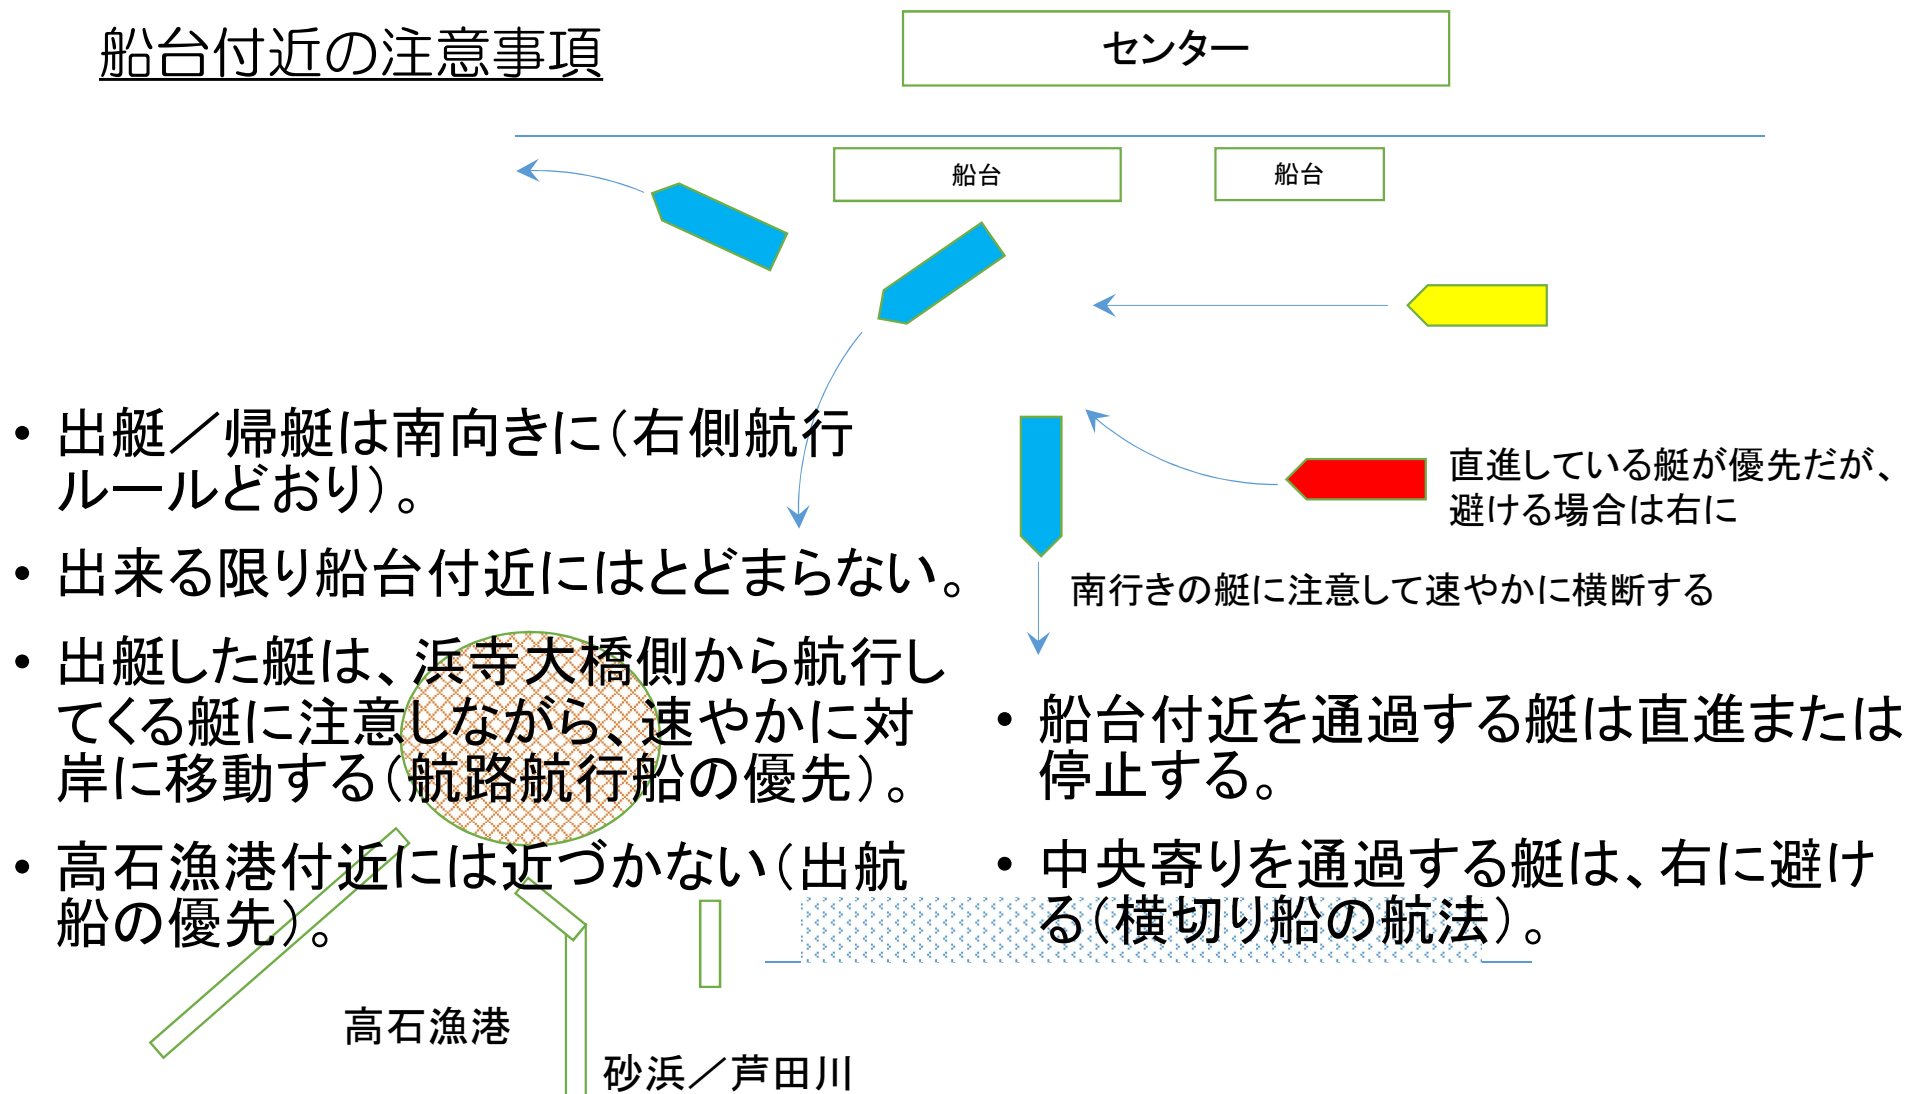 船台付近の注意事項
センター
船台
船台
・出艇／帰艇は南向きに（右側航行
ルールどおり）。
・出来る限り船台付近にはとどまらない。
・出艇した艇は、浜寺大橋側から航行し
てくる艇に注意しながら、速やかに対
岸に移動する（航路航行船の優先）。
・高石漁港付近には近づかない（出航
船の優先）。
直進している艇が優先だが、
避ける場合は右に
南行きの艇に注意して速やかに横断する
・船台付近を通過する艇は直進または
停止する。
・中央寄りを通過する艇は、右に避け
る（横切り船の航法）。
高石漁港
砂浜／芦田川